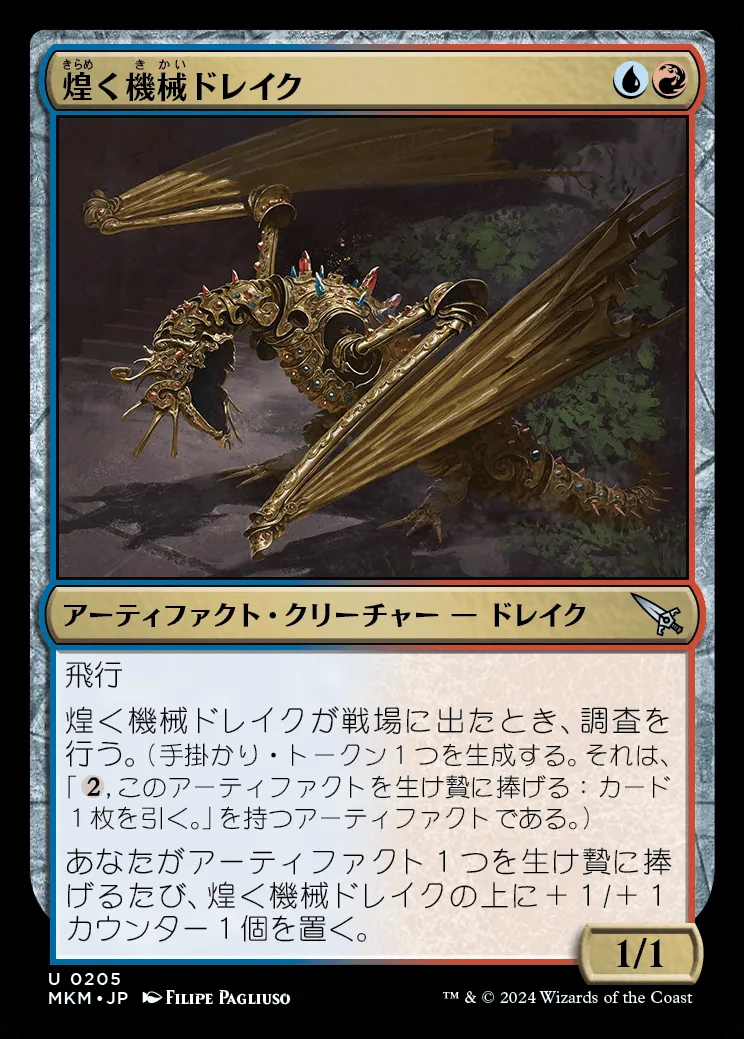 きらめ きかい
煌く機械ドレイク
アーティファクト・クリーチャー — ドレイク
飛行
煌く機械ドレイクが戦場に出たとき、調査を
行う。（手掛かり・トークン１つを生成する。それは、
「2,このアーティファクトを生け贄に捧げる：カード
１枚を引く。」を持つアーティファクトである。）
あなたがアーティファクト１つを生け贄に捧
げるたび、煌く機械ドレイクの上に＋１/＋１
カウンター１個を置く。
1/1
U 0205
MKM • JP Filipe Pagliuso
™ & © 2024 Wizards of the Coast